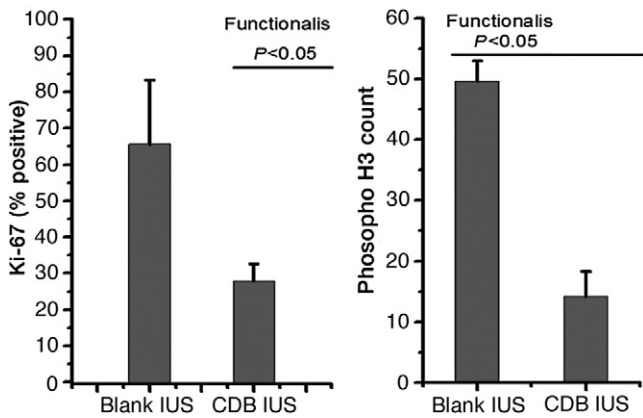 Functionalis
P<0.05
Ki-67 (% positive)
100
90
80
70
60
50
40
30
20
10
0
Blank IUS
CDB IUS
Functionalis
P<0.05
Phosopho H3 count
60
50
40
30
20
10
0
Blank IUS
CDB IUS